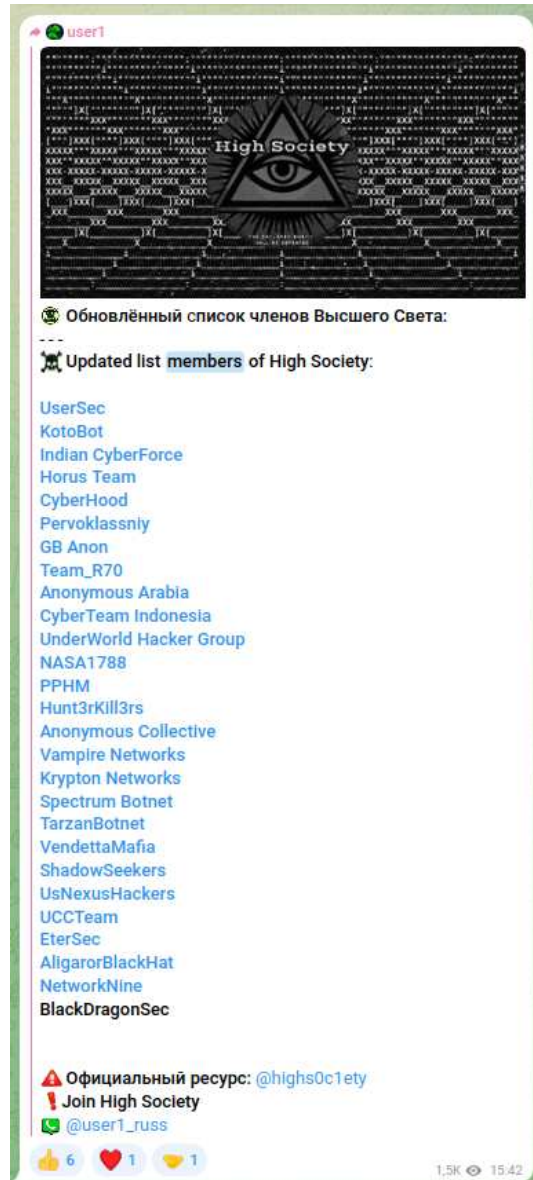 user1
High Society
Обновлённый список членов Высшего Света:
---
Updated list members of High Society:
UserSec
KotoBot
Indian CyberForce
Horus Team
CyberHood
Pervoklassniy
GB Anon
Team_R70
Anonymous Arabia
CyberTeam Indonesia
UnderWorld Hacker Group
NASA1788
PPHM
Hunt3rKill3rs
Anonymous Collective
Vampire Networks
Krypton Networks
Spectrum Botnet
TarzanBotnet
VendettaMafia
ShadowSeekers
UsNexusHackers
UCCTeam
EterSec
AligarorBlackHat
NetworkNine
BlackDragonSec
Официальный ресурс: @highs0c1ety
Join High Society
@user1_russ
6 1 1
1,5K 15:42